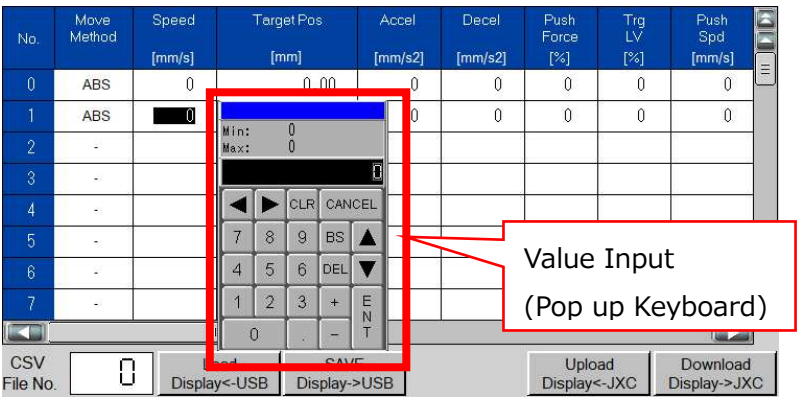 No. Move Method Speed [mm/s] Target Pos [mm] Accel [mm/s2] Decel [mm/s2] Push Force [%] Trg LV [%] Push Spd [mm/s]
0 ABS 0 0.00 0 0 0 0 0
1 ABS 0 0 0 0 0 0
2 -
3 -
4 -
5 -
6 -
7 -
Min: 0
Max: 0
0
◀ ▶ CLR CANCEL
7 8 9 BS ▲
4 5 6 DEL ▼
1 2 3 + ENT
0 . -
Value Input
(Pop up Keyboard)
CSV
File No.
0
Display<-USB
SAVE
Display->USB
Upload
Display<-JXC
Download
Display->JXC